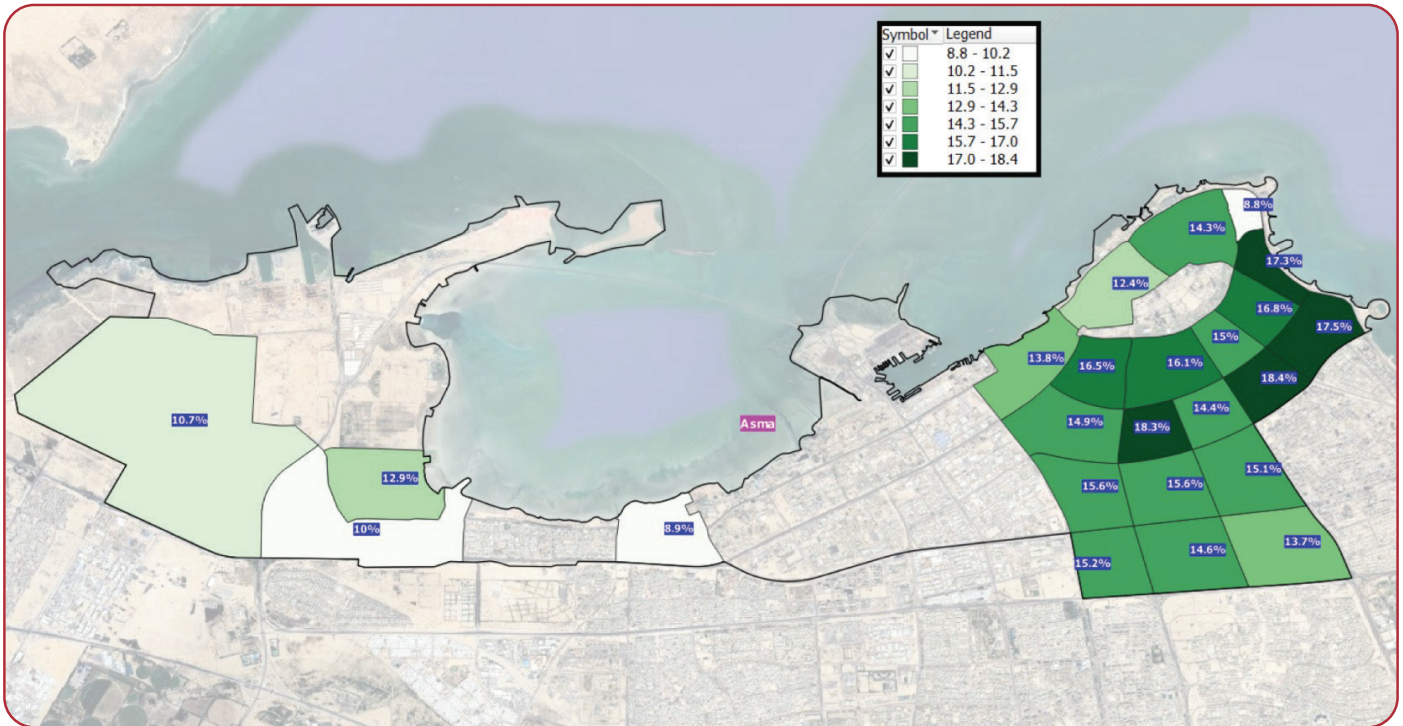 Symbol Legend
8.8 - 10.2
10.2 - 11.5
11.5 - 12.9
12.9 - 14.3
14.3 - 15.7
15.7 - 17.0
17.0 - 18.4
8.8%
14.3%
17.3%
12.4%
16.8%
17.5%
15%
13.8%
16.5%
16.1%
18.4%
14.4%
10.7%
14.9%
18.3%
Asma
15.1%
12.9%
15.6%
15.6%
10%
8.9%
13.7%
14.6%
15.2%